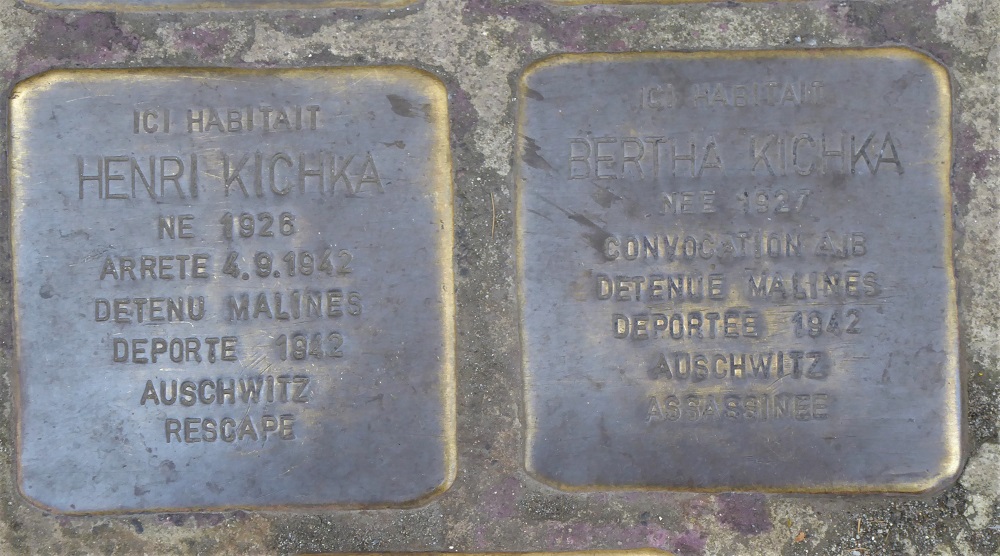 ICI HABITAIT
HENRI KICHKA
NE 1926
ARRETE 4.9.1942
DETENU MALINES
DEPORTE 1942
AUSCHWITZ
RESCAPE
ICI HABITAIT
BERTHA KICHKA
NEE 1927
CONVOCATION AJB
DETENUE MALINES
DEPORTEE 1942
AUSCHWITZ
ASSASSINEE